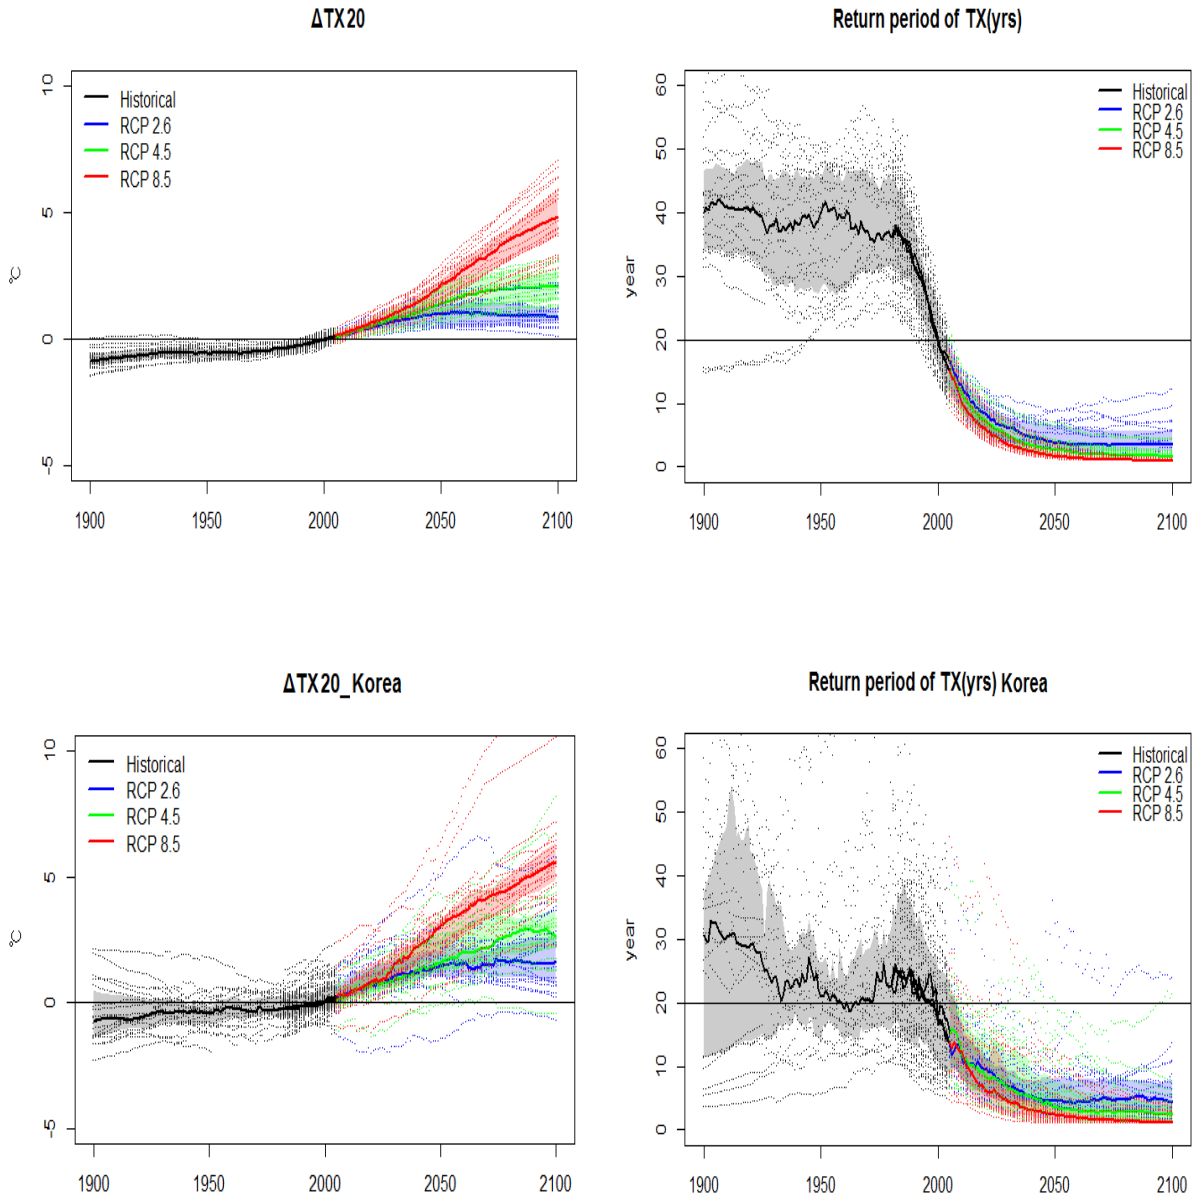 ΔTX20
℃
10
5
0
-5
Historical
RCP 2.6
RCP 4.5
RCP 8.5
1900 1950 2000 2050 2100
Return period of TX(yrs)
year
60
50
40
30
20
10
0
Historical
RCP 2.6
RCP 4.5
RCP 8.5
1900 1950 2000 2050 2100
ΔTX20_Korea
℃
10
5
0
-5
Historical
RCP 2.6
RCP 4.5
RCP 8.5
1900 1950 2000 2050 2100
Return period of TX(yrs) Korea
year
60
50
40
30
20
10
0
Historical
RCP 2.6
RCP 4.5
RCP 8.5
1900 1950 2000 2050 2100